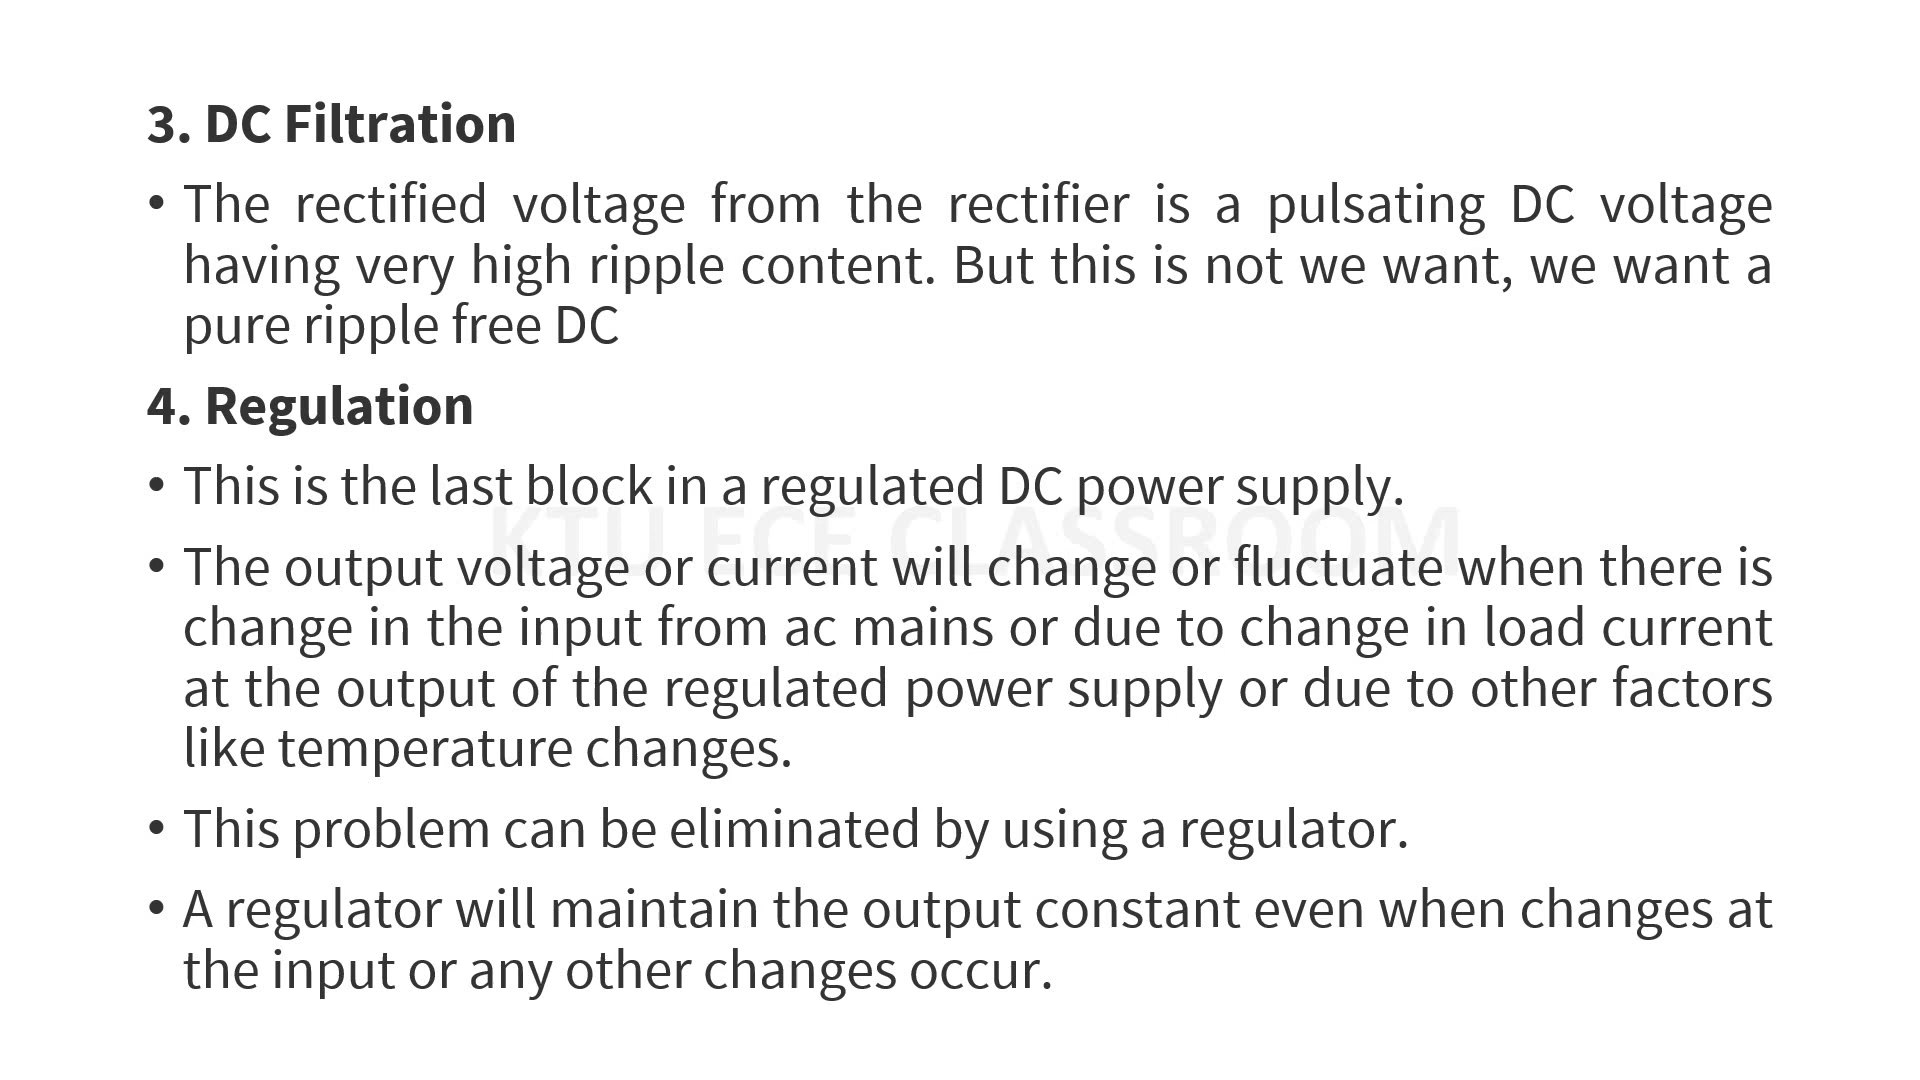 3. DC Filtration
• The rectified voltage from the rectifier is a pulsating DC voltage
having very high ripple content. But this is not we want, we want a
pure ripple free DC
4. Regulation
• This is the last block in a regulated DC power supply.
KTU ECE CLASSROOM
• The output voltage or current will change or fluctuate when there is
change in the input from ac mains or due to change in load current
at the output of the regulated power supply or due to other factors
like temperature changes.
• This problem can be eliminated by using a regulator.
• A regulator will maintain the output constant even when changes at
the input or any other changes occur.